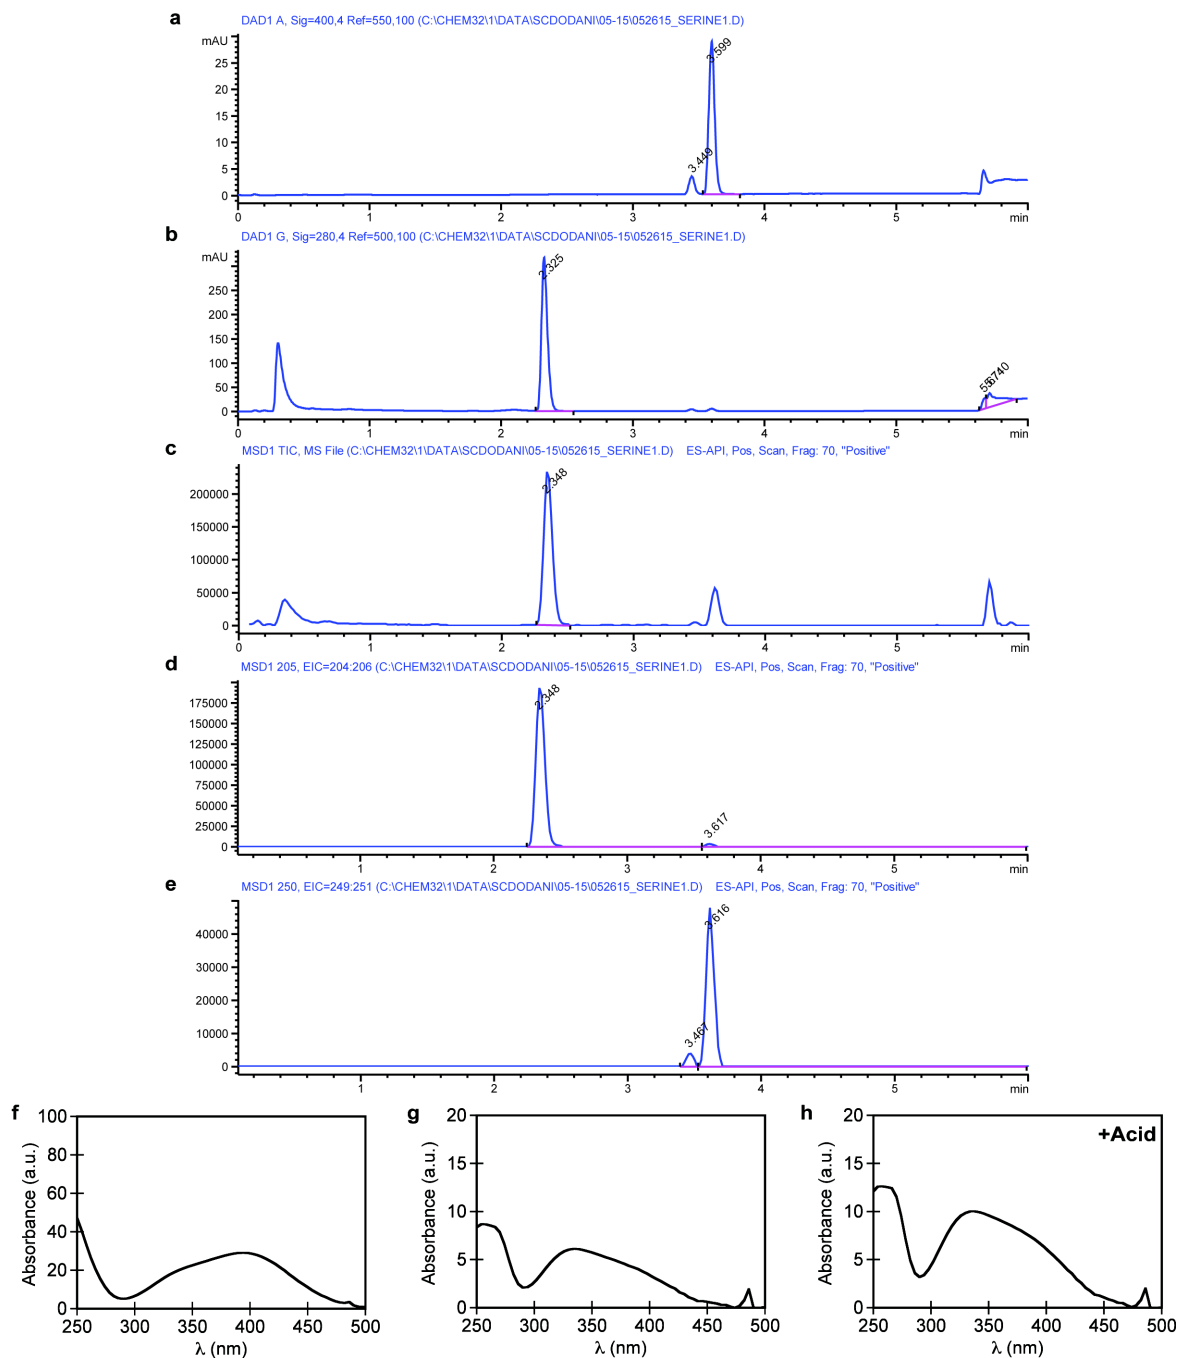 a
DAD1 A, Sig=400,4 Ref=550,100 (C:\CHEM32\1\DATA\SCDODANI\05-15\052615_SERINE1.D)
mAU
25
20
15
10
5
0
3.449
3.599
0 1 2 3 4 5 min
b
DAD1 G, Sig=280,4 Ref=500,100 (C:\CHEM32\1\DATA\SCDODANI\05-15\052615_SERINE1.D)
mAU
250
200
150
100
50
0
2.325
0 1 2 3 4 5 min
c
MSD1 TIC, MS File (C:\CHEM32\1\DATA\SCDODANI\05-15\052615_SERINE1.D) ES-API, Pos, Scan, Frag: 70, "Positive"
200000
150000
100000
50000
0
2.348
0 1 2 3 4 5 min
d
MSD1 205, EIC=204:206 (C:\CHEM32\1\DATA\SCDODANI\05-15\052615_SERINE1.D) ES-API, Pos, Scan, Frag: 70, "Positive"
175000
150000
125000
100000
75000
50000
25000
0
2.348
3.617
1 2 3 4 5 min
e
MSD1 250, EIC=249:251 (C:\CHEM32\1\DATA\SCDODANI\05-15\052615_SERINE1.D) ES-API, Pos, Scan, Frag: 70, "Positive"
40000
30000
20000
10000
0
3.467
3.616
1 2 3 4 5 min
f
Absorbance (a.u.)
100
80
60
40
20
0
250 300 350 400 450 500
λ (nm)
g
Absorbance (a.u.)
20
15
10
5
0
250 300 350 400 450 500
λ (nm)
h
+Acid
Absorbance (a.u.)
20
15
10
5
0
250 300 350 400 450 500
λ (nm)